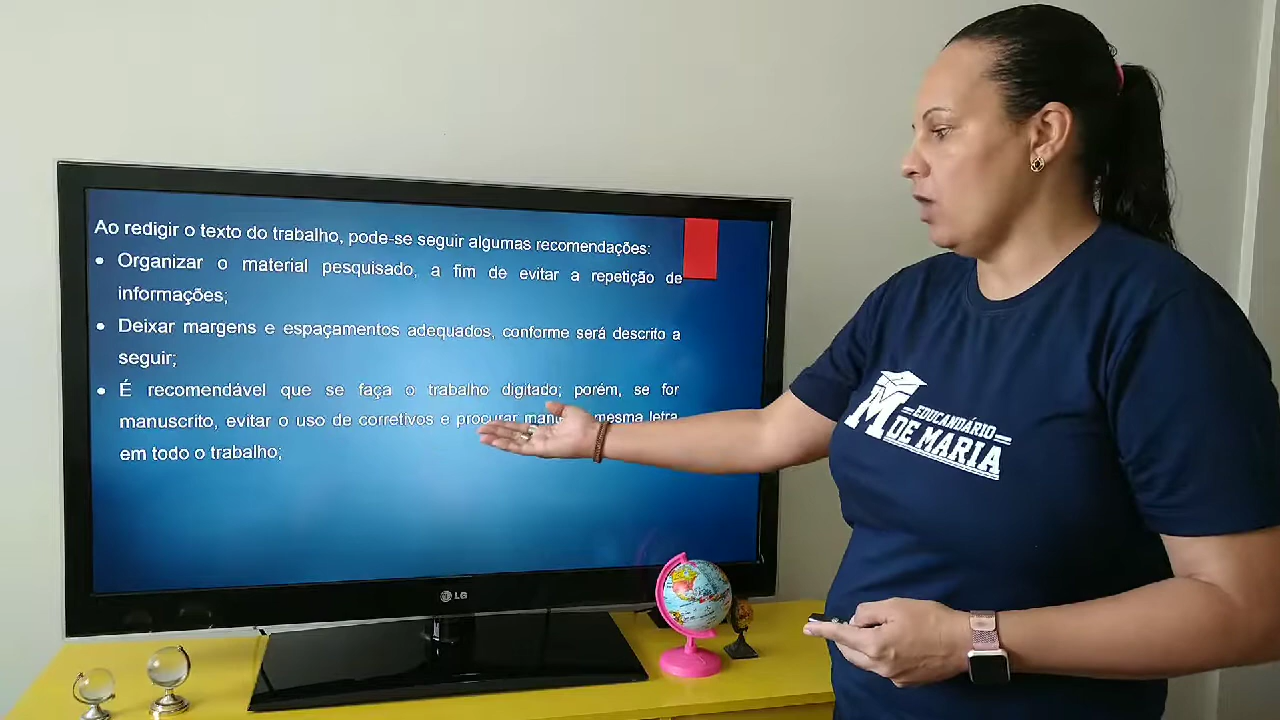 Ao redigir o texto do trabalho, pode-se seguir algumas recomendações:
• Organizar o material pesquisado, a fim de evitar a repetição de
informações;
• Deixar margens e espaçamentos adequados, conforme será descrito a
seguir;
• É recomendável que se faça o trabalho digitado; porém, se for
manuscrito, evitar o uso de corretivos e procurar mesma letra
em todo o trabalho;
LG
M EDUCANDÁRIO
DE MARIA